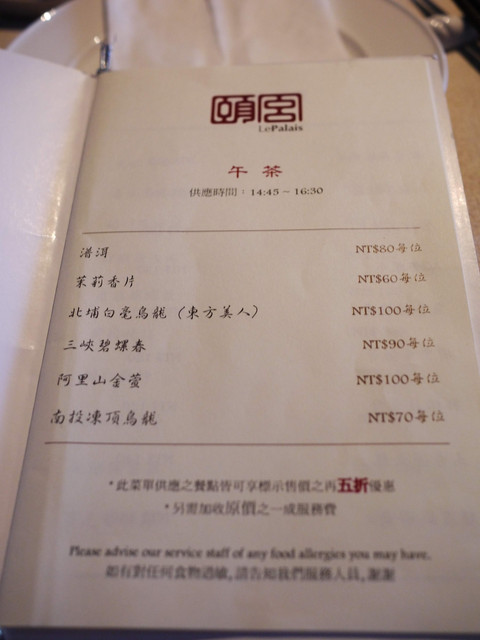 頤宮
LePalais
午茶
供應時間：14:45 ~ 16:30
普洱 NT$80每位
茉莉香片 NT$60每位
北埔白毫烏龍（東方美人） NT$100每位
三峽碧螺春 NT$90每位
阿里山金萱 NT$100每位
南投凍頂烏龍 NT$70每位
*此菜單供應之餐點皆可享標示售價之再五折優惠
*另需加收原價之一成服務費
Please advise our service staff of any food allergies you may have.
如有對任何食物過敏,請告知我們服務人員,謝謝